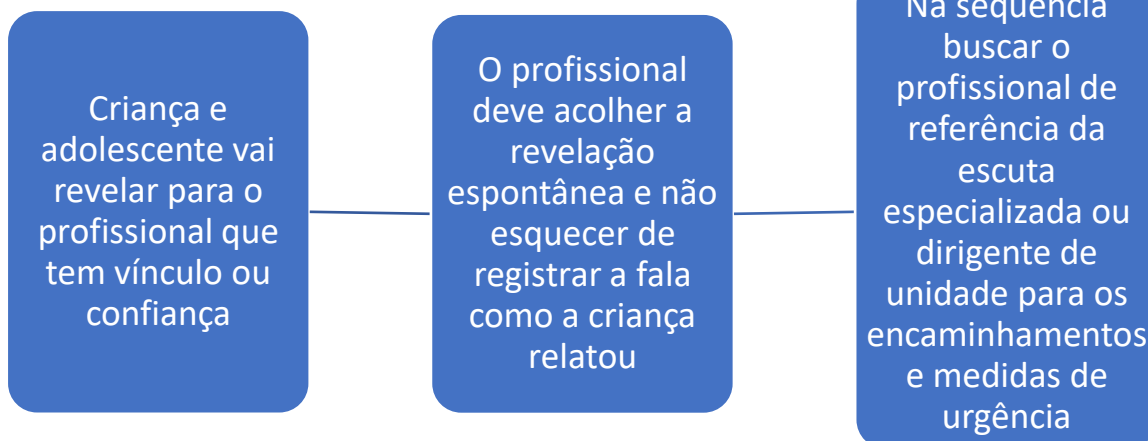 Criança e
adolescente vai
revelar para o
profissional que
tem vínculo ou
confiança
O profissional
deve acolher a
revelação
espontânea e não
esquecer de
registrar a fala
como a criança
relatou
Na sequência
buscar o
profissional de
referência da
escuta
especializada ou
dirigente de
unidade para os
encaminhamentos
e medidas de
urgência